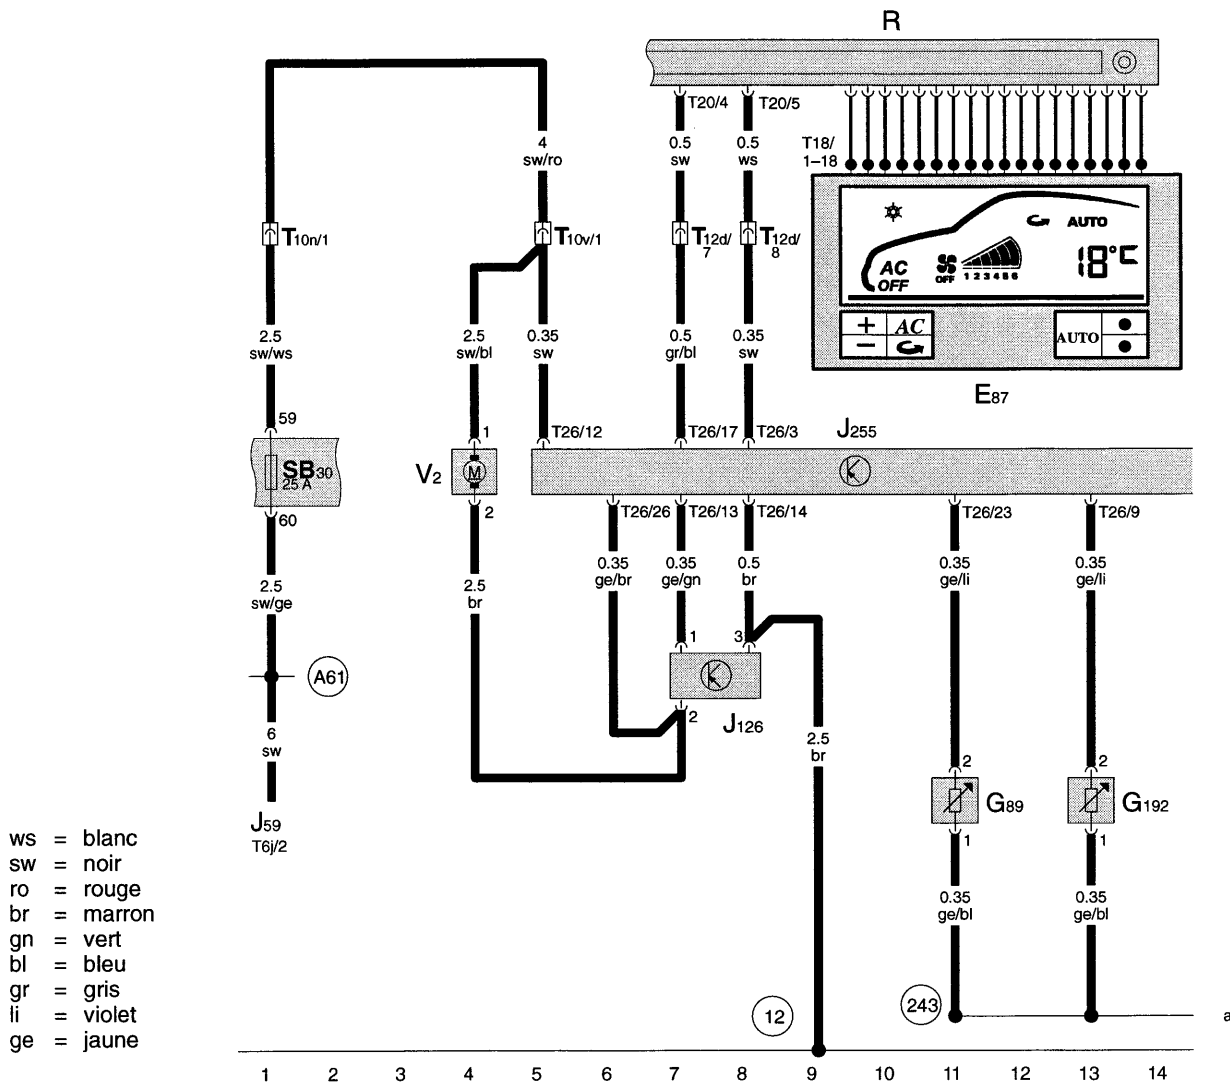 R
T20/4
T20/5
4
sw/ro
0.5
sw
0.5
ws
T18/
1–18
AUTO
AC
OFF
OFF
1 2 3 4 5 6
18°C
+ AC
–
AUTO
E87
T10n/1
T10v/1
T12d/
7
T12d/
8
2.5
sw/ws
2.5
sw/bl
0.35
sw
0.5
gr/bl
0.35
sw
59
1
T26/12
T26/17
T26/3
J255
SB30
25 A
V2
M
60
2
T26/26
T26/13
T26/14
T26/23
T26/9
2.5
sw/ge
2.5
br
0.35
ge/br
0.35
ge/gn
0.5
br
0.35
ge/li
0.35
ge/li
1
3
A61
2
J126
6
sw
2.5
br
2
2
G89
G192
J59
T6j/2
1
1
0.35
ge/bl
0.35
ge/bl
ws = blanc
sw = noir
ro = rouge
br = marron
gn = vert
bl = bleu
gr = gris
li = violet
ge = jaune
12
243
a
1 2 3 4 5 6 7 8 9 10 11 12 13 14